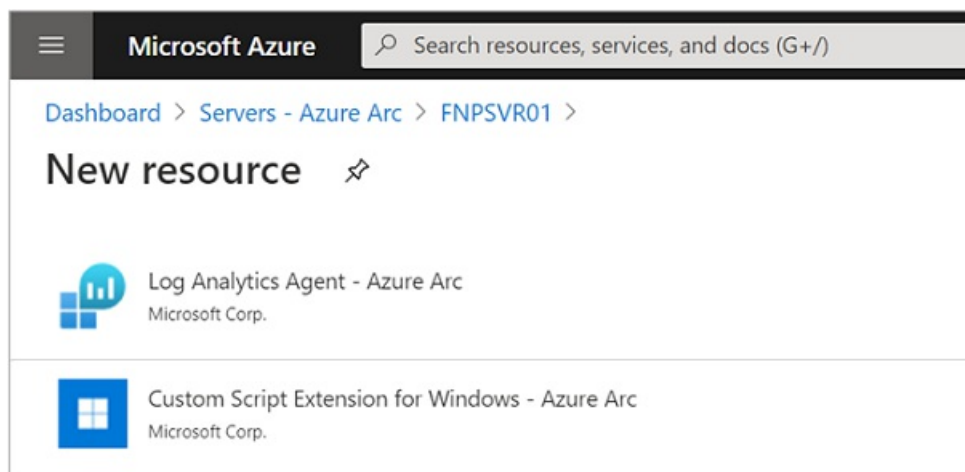 Microsoft Azure
Search resources, services, and docs (G+/)
Dashboard > Servers - Azure Arc > FNPSVR01 >
New resource
Log Analytics Agent - Azure Arc
Microsoft Corp.
Custom Script Extension for Windows - Azure Arc
Microsoft Corp.